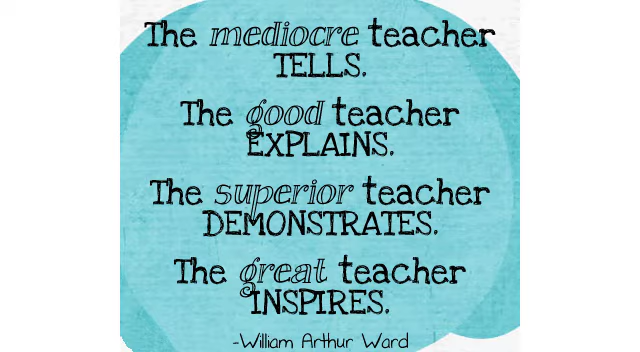 The mediocre teacher
TELLS.
The good teacher
EXPLAINS.
The superior teacher
DEMONSTRATES.
The great teacher
INSPIRES.
-William Arthur Ward